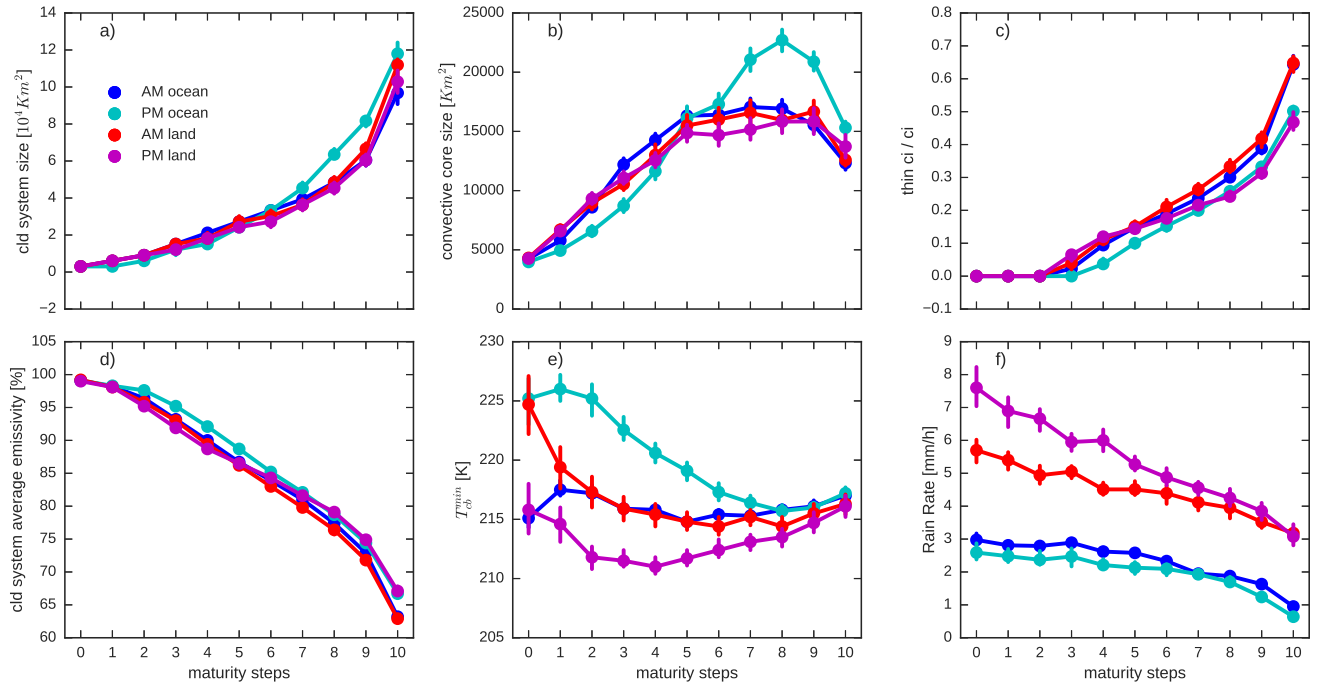 a)
14
12
10
8
6
4
2
0
−2
cld system size [10^4 Km^2]
AM ocean
PM ocean
AM land
PM land
b)
25000
20000
15000
10000
5000
0
convective core size [Km^2]
c)
0.8
0.7
0.6
0.5
0.4
0.3
0.2
0.1
0.0
−0.1
thin ci / ci
d)
105
100
95
90
85
80
75
70
65
60
cld system average emissivity [%]
0 1 2 3 4 5 6 7 8 9 10
maturity steps
e)
230
225
220
215
210
205
T_cb^min [K]
0 1 2 3 4 5 6 7 8 9 10
maturity steps
f)
9
8
7
6
5
4
3
2
1
0
Rain Rate [mm/h]
0 1 2 3 4 5 6 7 8 9 10
maturity steps